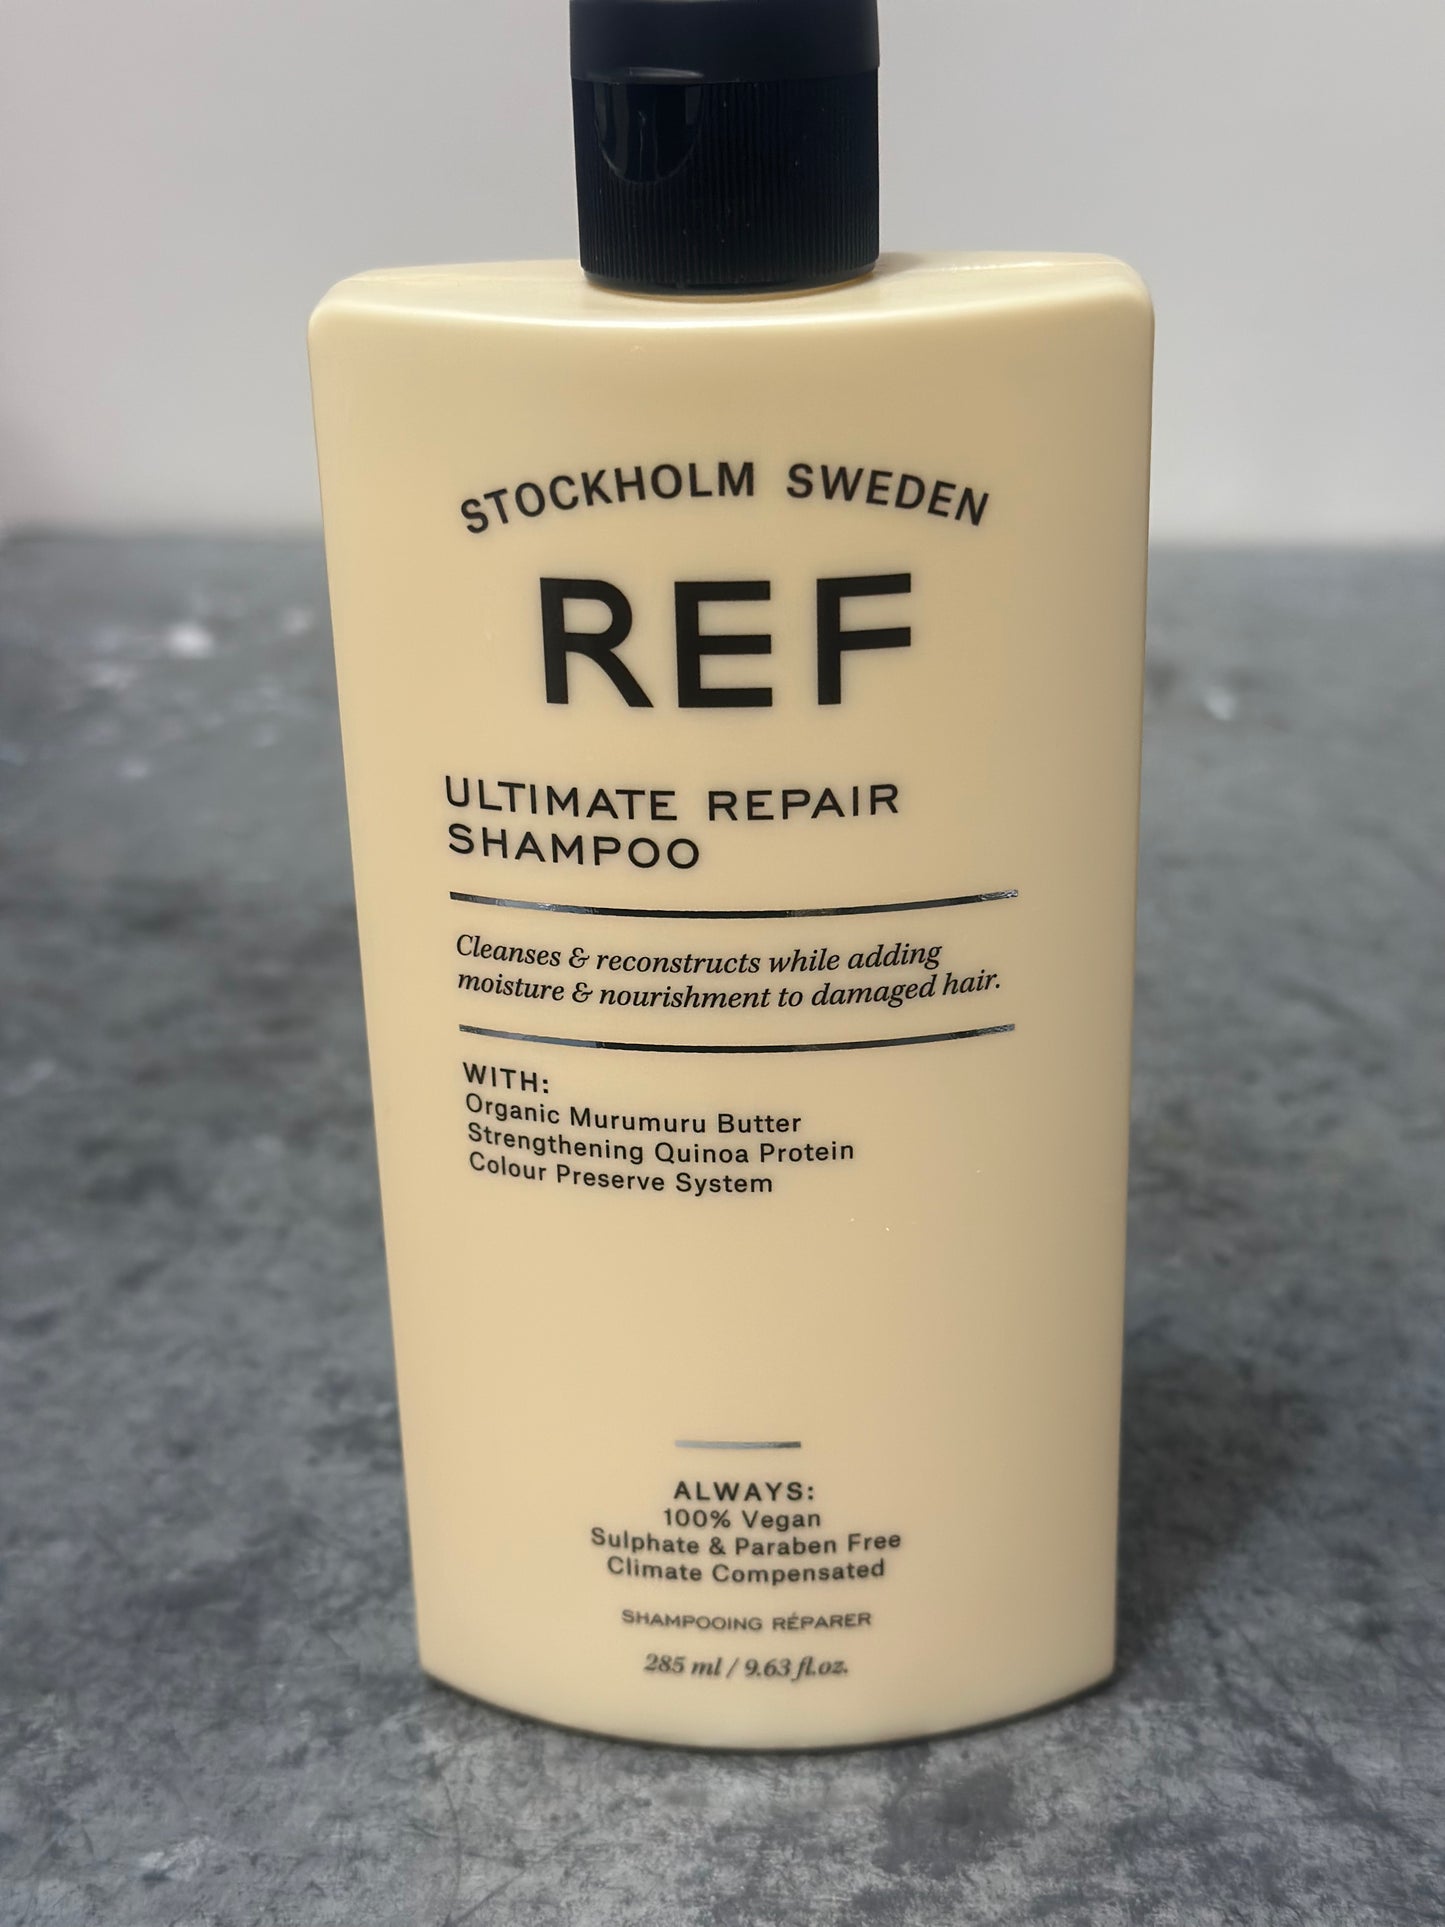 STOCKHOLM SWEDEN
REF
ULTIMATE REPAIR
SHAMPOO
Cleanses & reconstructs while adding
moisture & nourishment to damaged hair.
WITH:
Organic Murumuru Butter
Strengthening Quinoa Protein
Colour Preserve System
ALWAYS:
100% Vegan
Sulphate & Paraben Free
Climate Compensated
SHAMPOOING RÉPARER
285 ml / 9.63 fl.oz.